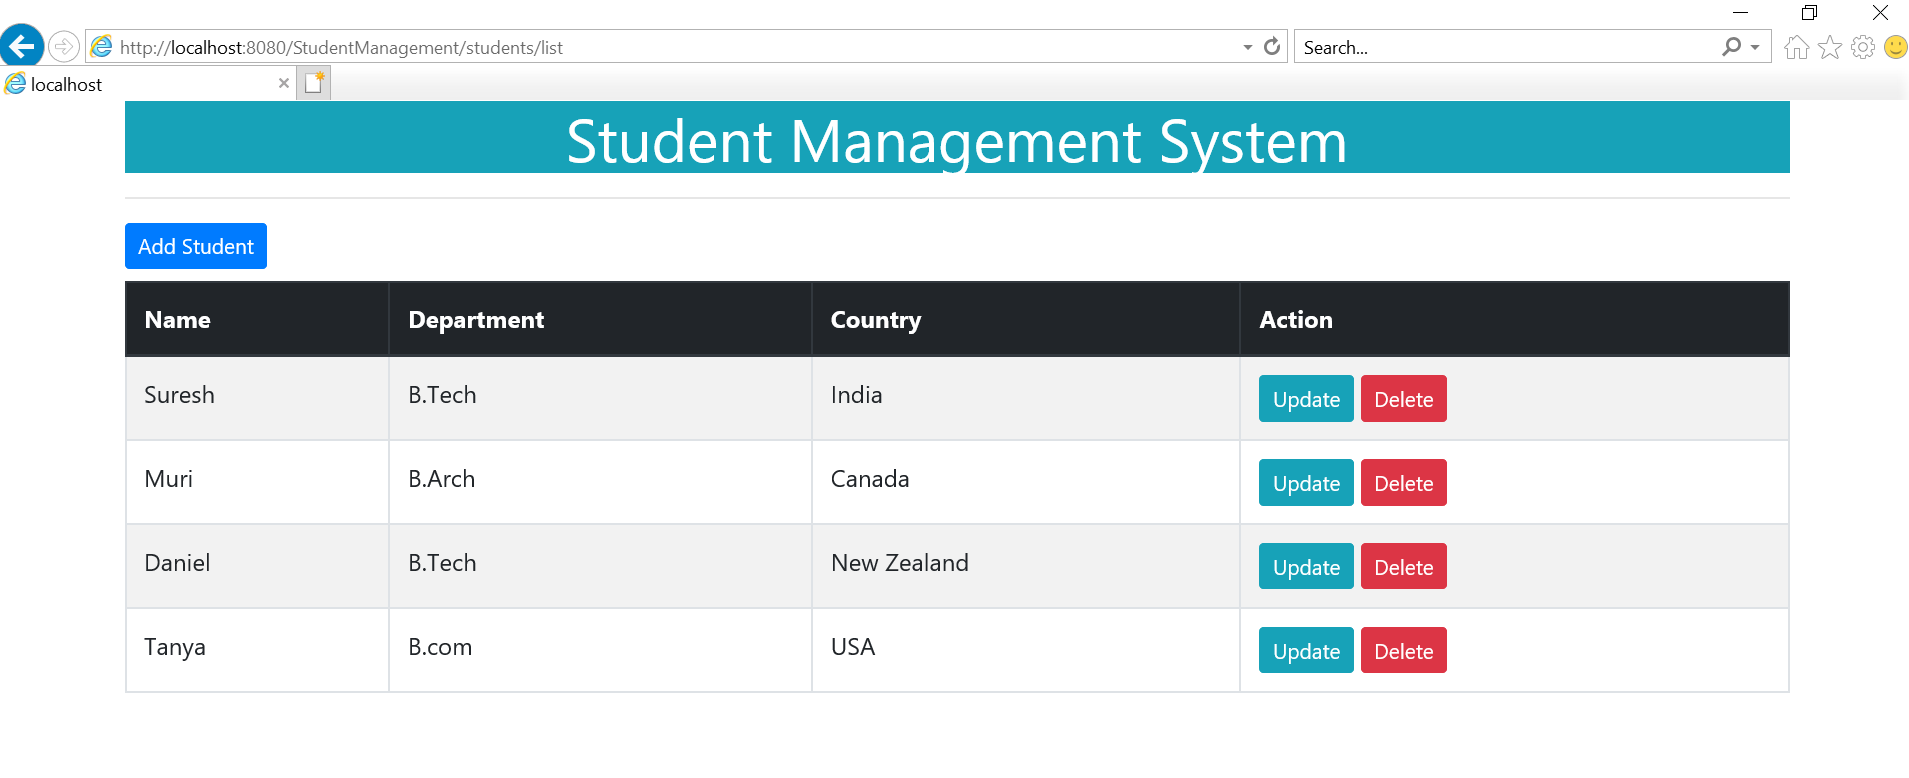 http://localhost:8080/StudentManagement/students/list
Search...
localhost
Student Management System
Add Student
Name Department Country Action
Suresh B.Tech India Update Delete
Muri B.Arch Canada Update Delete
Daniel B.Tech New Zealand Update Delete
Tanya B.com USA Update Delete